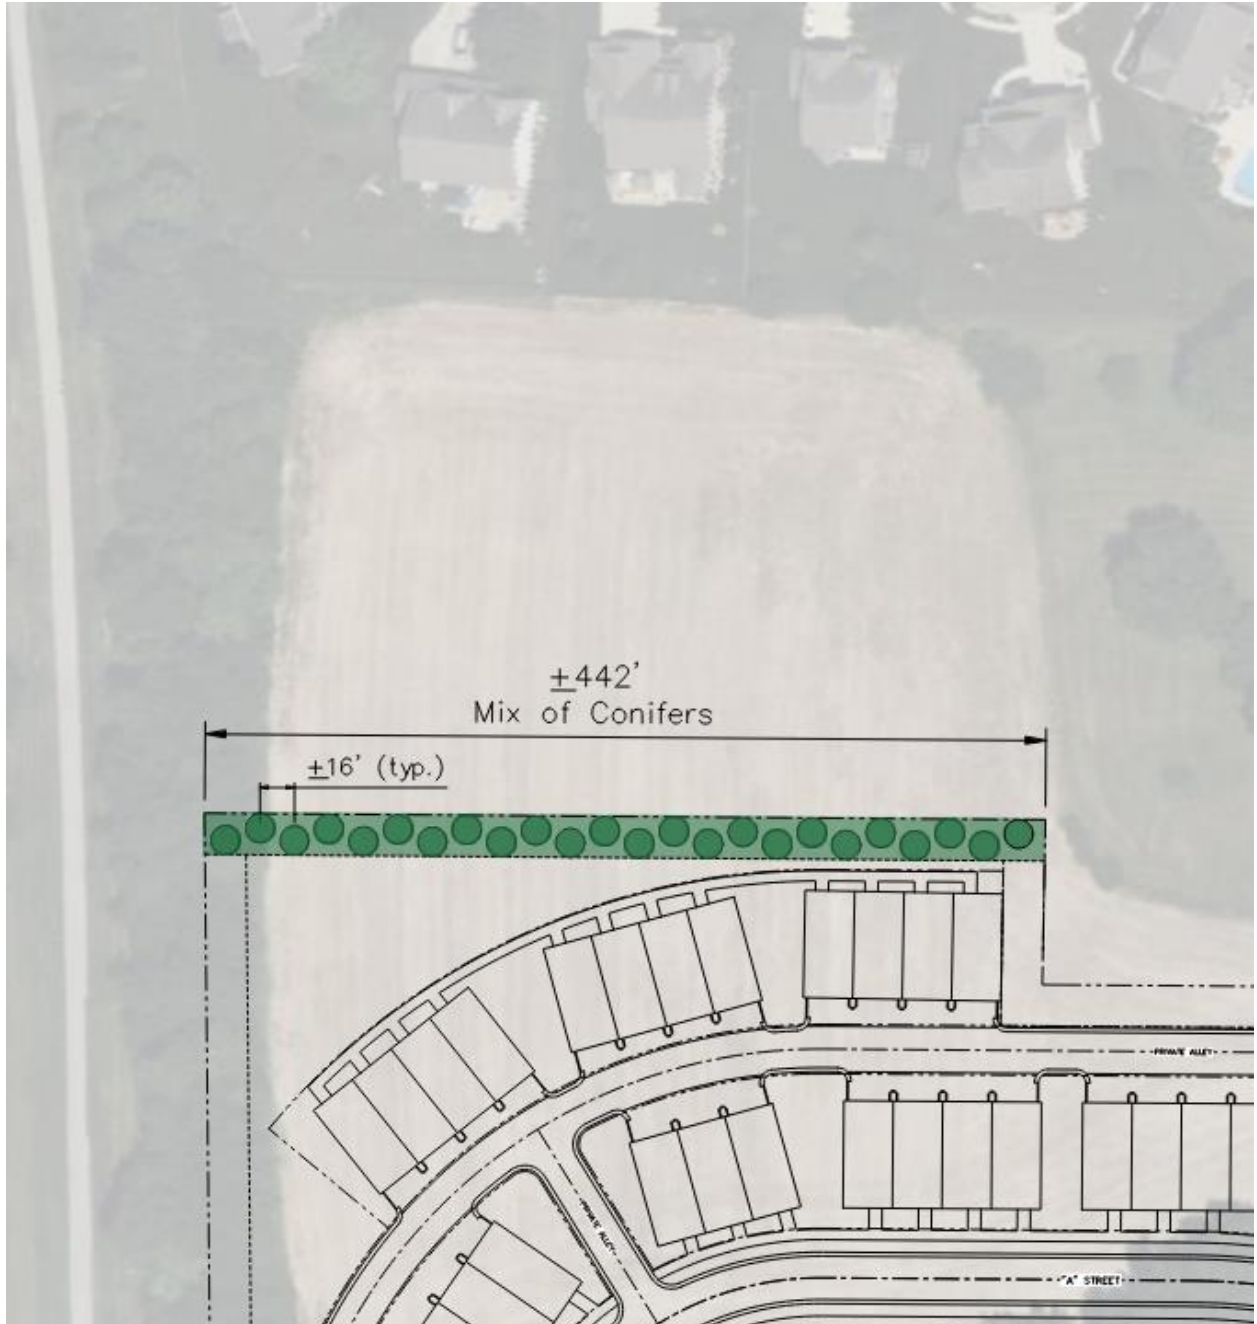 ±442'
Mix of Conifers
±16' (typ.)
PRIVATE ALLEY
PRIVATE ALLEY
"A" STREET